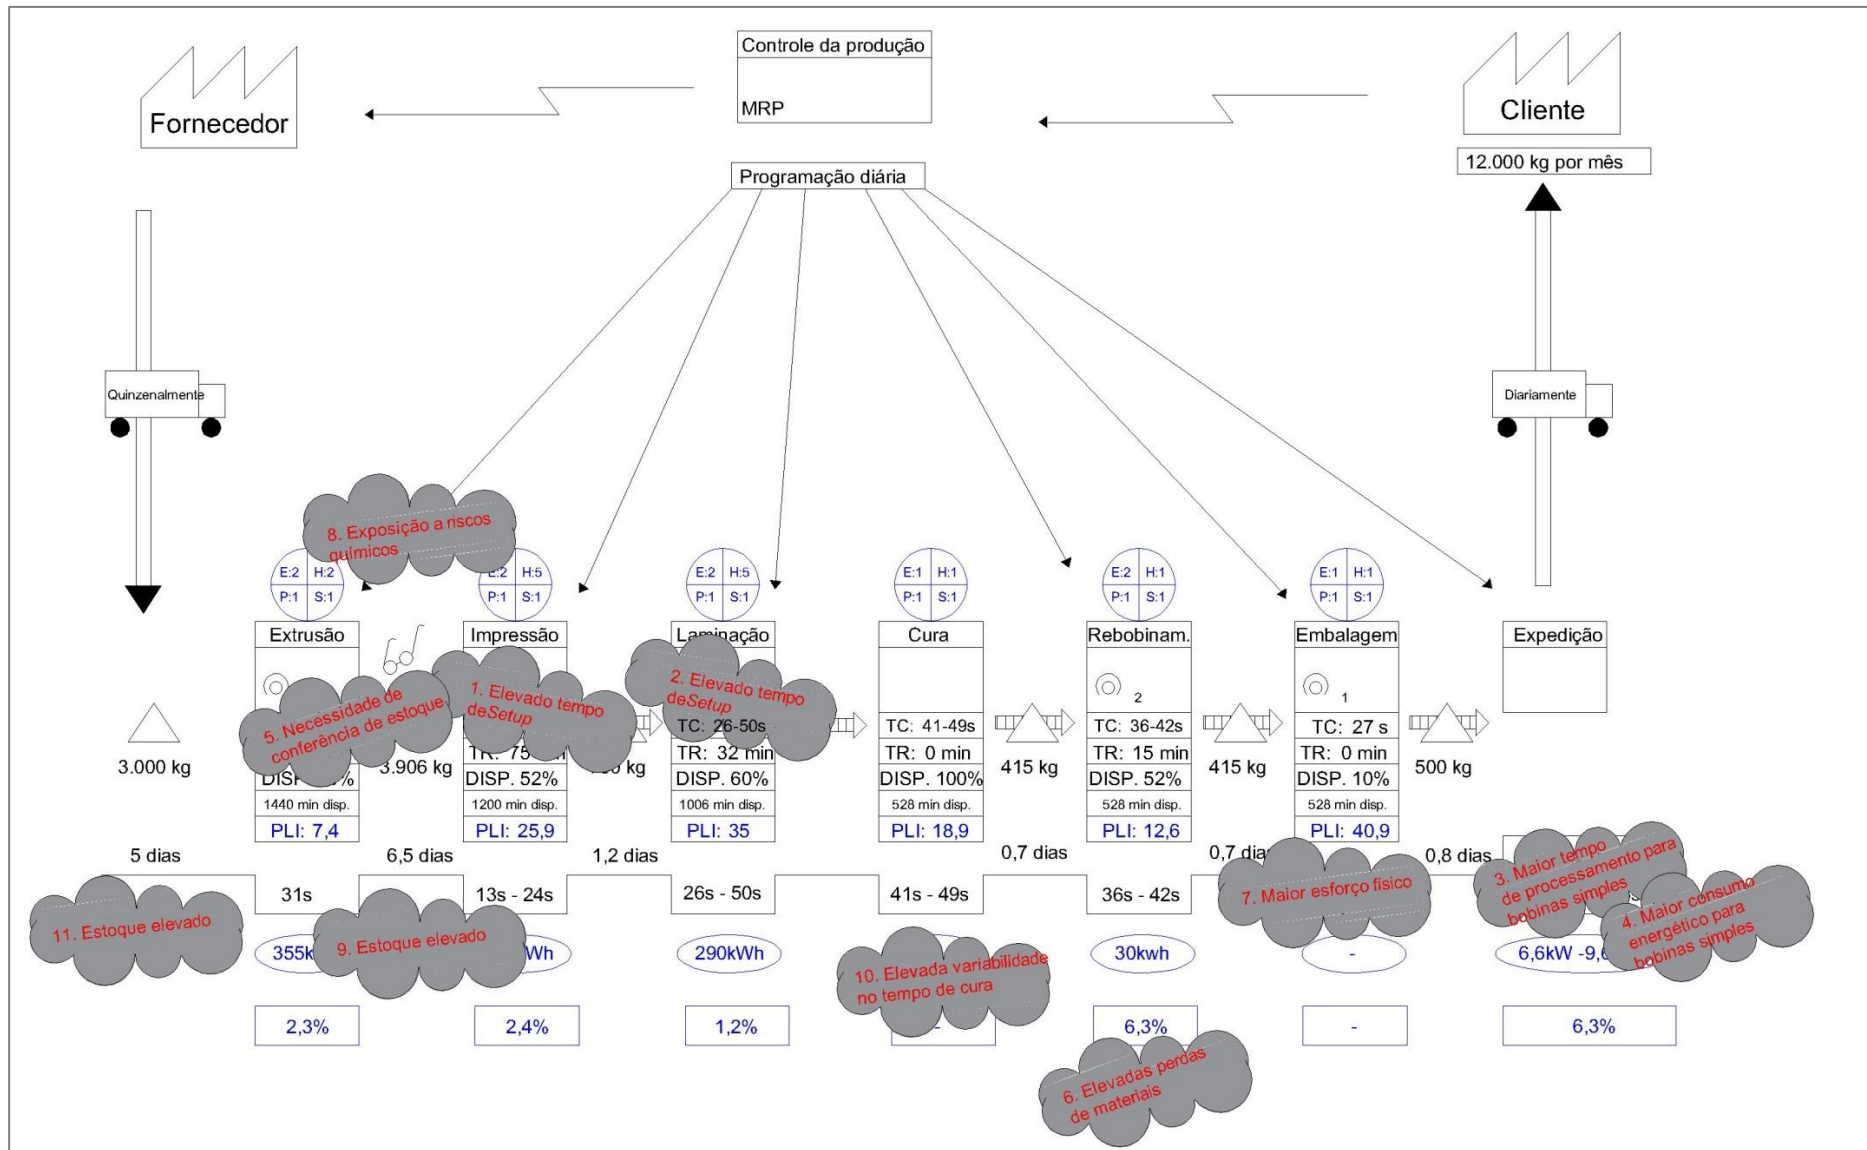 Controle da produção
MRP
Fornecedor
Cliente
12.000 kg por mês
Programação diária
Quinzenalmente
Diariamente
8. Exposição a riscos
químicos
E:2 H:2
P:1 S:1
E:2 H:5
P:1 S:1
E:2 H:5
P:1 S:1
E:1 H:1
P:1 S:1
E:2 H:1
P:1 S:1
E:1 H:1
P:1 S:1
Extrusão
Impressão
Laminação
Cura
Rebobinam.
Embalagem
Expedição
5. Necessidade de
conferência de estoque
1. Elevado tempo
deSetup
2. Elevado tempo
deSetup
2
1
TC: 26-50s
TC: 41-49s
TC: 36-42s
TC: 27 s
TR: 75
TR: 32 min
TR: 0 min
TR: 15 min
TR: 0 min
3.000 kg
3.906 kg
kg
415 kg
415 kg
500 kg
DISP.
DISP. 52%
DISP. 60%
DISP. 100%
DISP. 52%
DISP. 10%
1440 min disp.
1200 min disp.
1006 min disp.
528 min disp.
528 min disp.
528 min disp.
PLI: 7,4
PLI: 25,9
PLI: 35
PLI: 18,9
PLI: 12,6
PLI: 40,9
5 dias
6,5 dias
1,2 dias
0,7 dias
0,7
0,8 dias
31s
13s - 24s
26s - 50s
41s - 49s
36s - 42s
7. Maior esforço físico
3. Maior tempo
de processamento para
bobinas simples
4. Maior consumo
energético para
bobinas simples
11. Estoque elevado
9. Estoque elevado
10. Elevada variabilidade
no tempo de cura
355k
Wh
290kWh
30kwh
-
6,6kW -9,6
2,3%
2,4%
1,2%
-
6,3%
-
6,3%
6. Elevadas perdas
de materiais